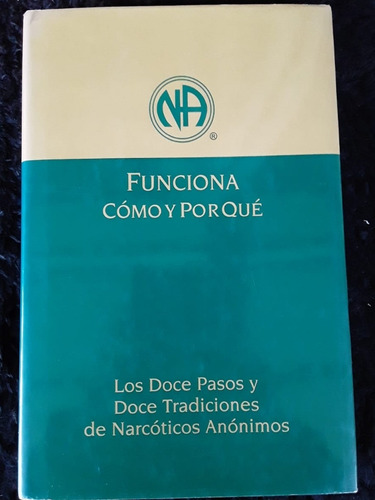 NA
®
FUNCIONA
CÓMO Y POR QUÉ
Los Doce Pasos y
Doce Tradiciones
de Narcóticos Anónimos